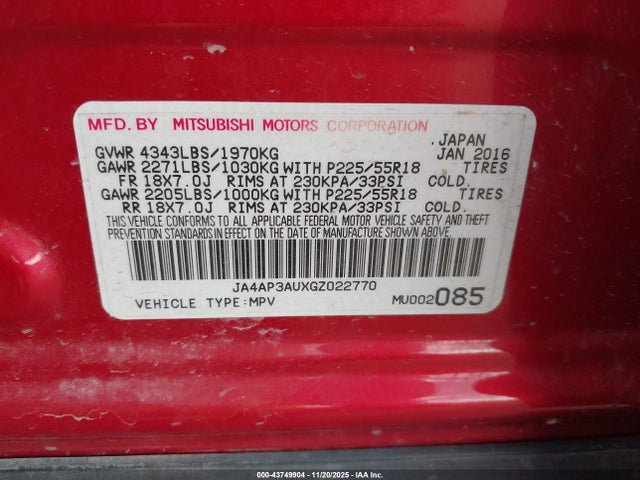 MFD. BY MITSUBISHI MOTORS CORPORATION
JAPAN
GVWR 4343LBS/1970KG JAN 2016
GAWR 2271LBS/1030KG WITH P225/55R18 TIRES
FR 18X7.0J RIMS AT 230KPA/33PSI COLD.
GAWR 2205LBS/1000KG WITH P225/55R18 TIRES
RR 18X7.0J RIMS AT 230KPA/33PSI COLD.
THIS VEHICLE CONFORMS TO ALL APPLICABLE FEDERAL MOTOR VEHICLE SAFETY AND THEFT
PREVENTION STANDARDS IN EFFECT ON THE DATE OF MANUFACTURE SHOWN ABOVE.
JA4AP3AUXGZ022770
VEHICLE TYPE:MPV MU002085
000-43749904 - 11/20/2025 - IAA Inc.